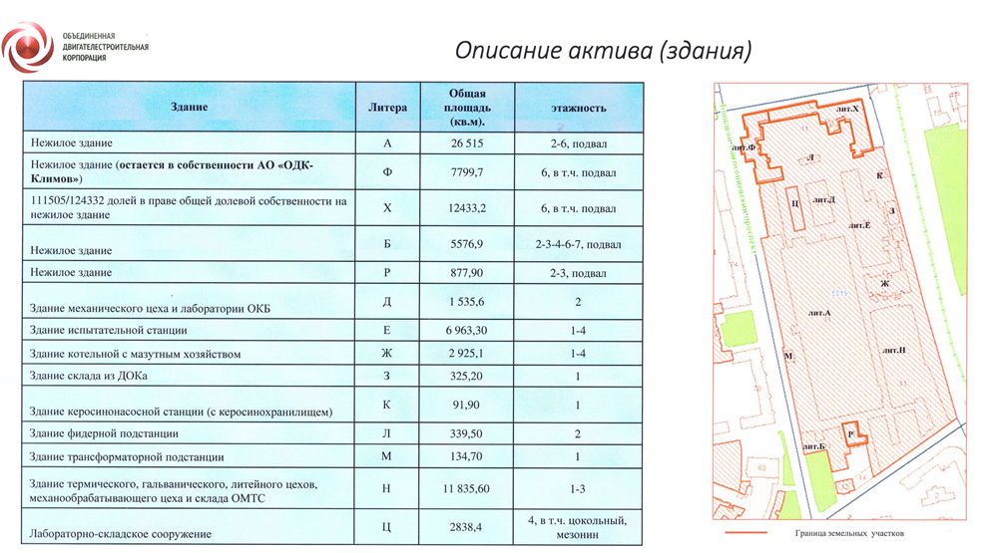 ОБЪЕДИНЕННАЯ
ДВИГАТЕЛЕСТРОИТЕЛЬНАЯ
КОРПОРАЦИЯ
Описание актива (здания)
Здание Литера Общая площадь (кв.м). этажность
Нежилое здание А 26 515 2-6, подвал
Нежилое здание (остается в собственности АО «ОДК-
Климов») Ф 7799,7 6, в т.ч. подвал
111505/124332 долей в праве общей долевой собственности на
нежилое здание Х 12433,2 6, в т.ч. подвал
Нежилое здание Б 5576,9 2-3-4-6-7, подвал
Нежилое здание Р 877,90 2-3, подвал
Здание механического цеха и лаборатории ОКБ Д 1 535,6 2
Здание испытательной станции Е 6 963,30 1-4
Здание котельной с мазутным хозяйством Ж 2 925,1 1-4
Здание склада из ДОКа З 325,20 1
Здание керосинонасосной станции (с керосинохранилищем) К 91,90 1
Здание фидерной подстанции Л 339,50 2
Здание трансформаторной подстанции М 134,70 1
Здание термического, гальванического, литейного цехов,
механообрабатывающего цеха и склада ОМТС Н 11 835,60 1-3
Лабораторно-складское сооружение Ц 2838,4 4, в т.ч. цокольный, мезонин
лит.Х
11
лит.Ф
Л
К
Ц
лит.Д
З
лит.Ё
Ж
лит.А
М
лит.Н
11
Р
лит.Б
14
Граница земельных участков